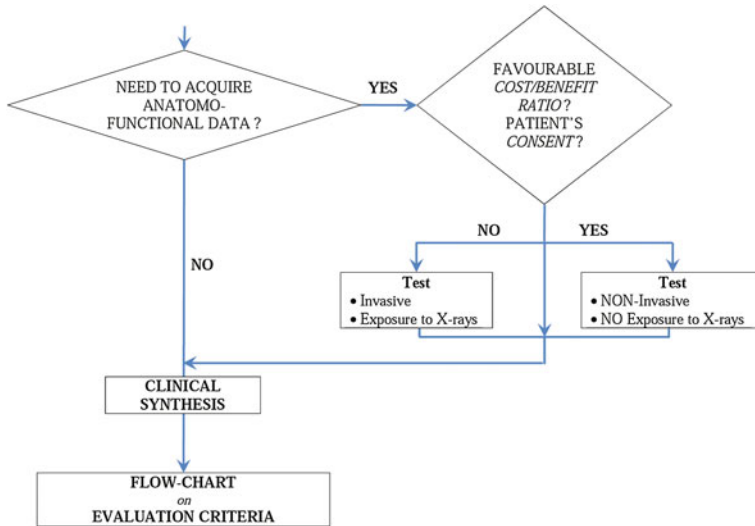 NEED TO ACQUIRE
ANATOMO-
FUNCTIONAL DATA ?
YES
FAVOURABLE
COST/BENEFIT
RATIO ?
PATIENT'S
CONSENT ?
NO
YES
NO
Test
• Invasive
• Exposure to X-rays
Test
• NON-Invasive
• NO Exposure to X-rays
CLINICAL
SYNTHESIS
FLOW-CHART
on
EVALUATION CRITERIA